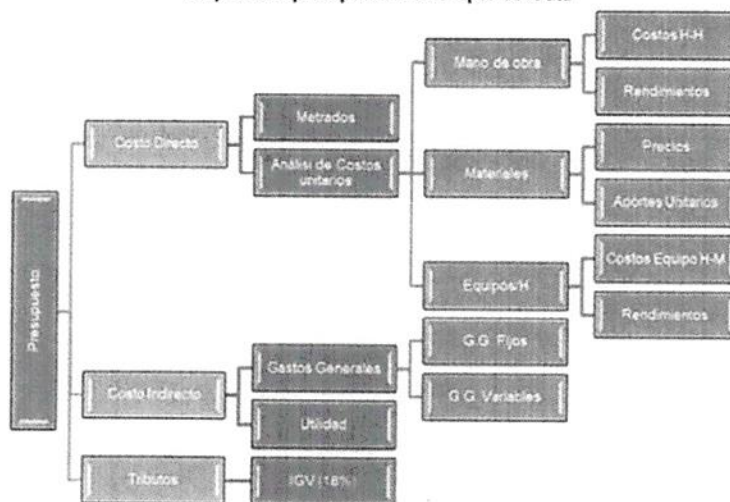 Costos H-H
Mano de obra
Rendimientos
Metrados
Costo Directo
Análisi de Costos
unitarios
Precios
Materiales
Aportes Unitarios
Costos Equipo H-M
Equipos/H
Rendimientos
Presupuesto
G.G. Fijos
Gastos Generales
G.G. Variables
Costo Indirecto
Utilidad
Tributos
IGV (18%)